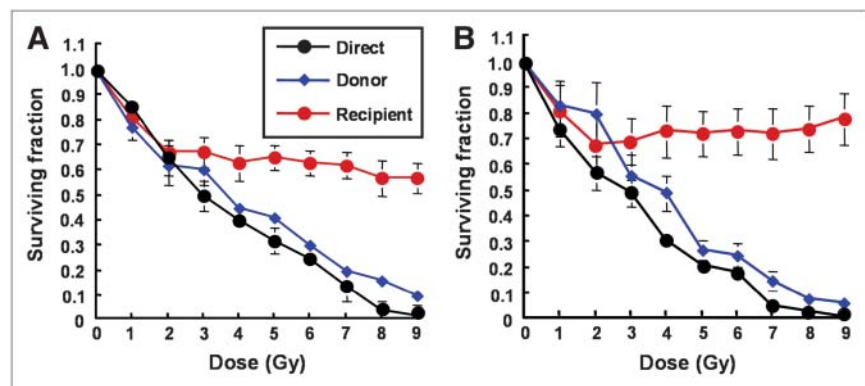 A
1.1
1.0
0.9
0.8
0.7
0.6
0.5
0.4
0.3
0.2
0.1
0
Surviving fraction
0 1 2 3 4 5 6 7 8 9
Dose (Gy)
Direct
Donor
Recipient
B
1.1
1.0
0.9
0.8
0.7
0.6
0.5
0.4
0.3
0.2
0.1
0
Surviving fraction
0 1 2 3 4 5 6 7 8 9
Dose (Gy)